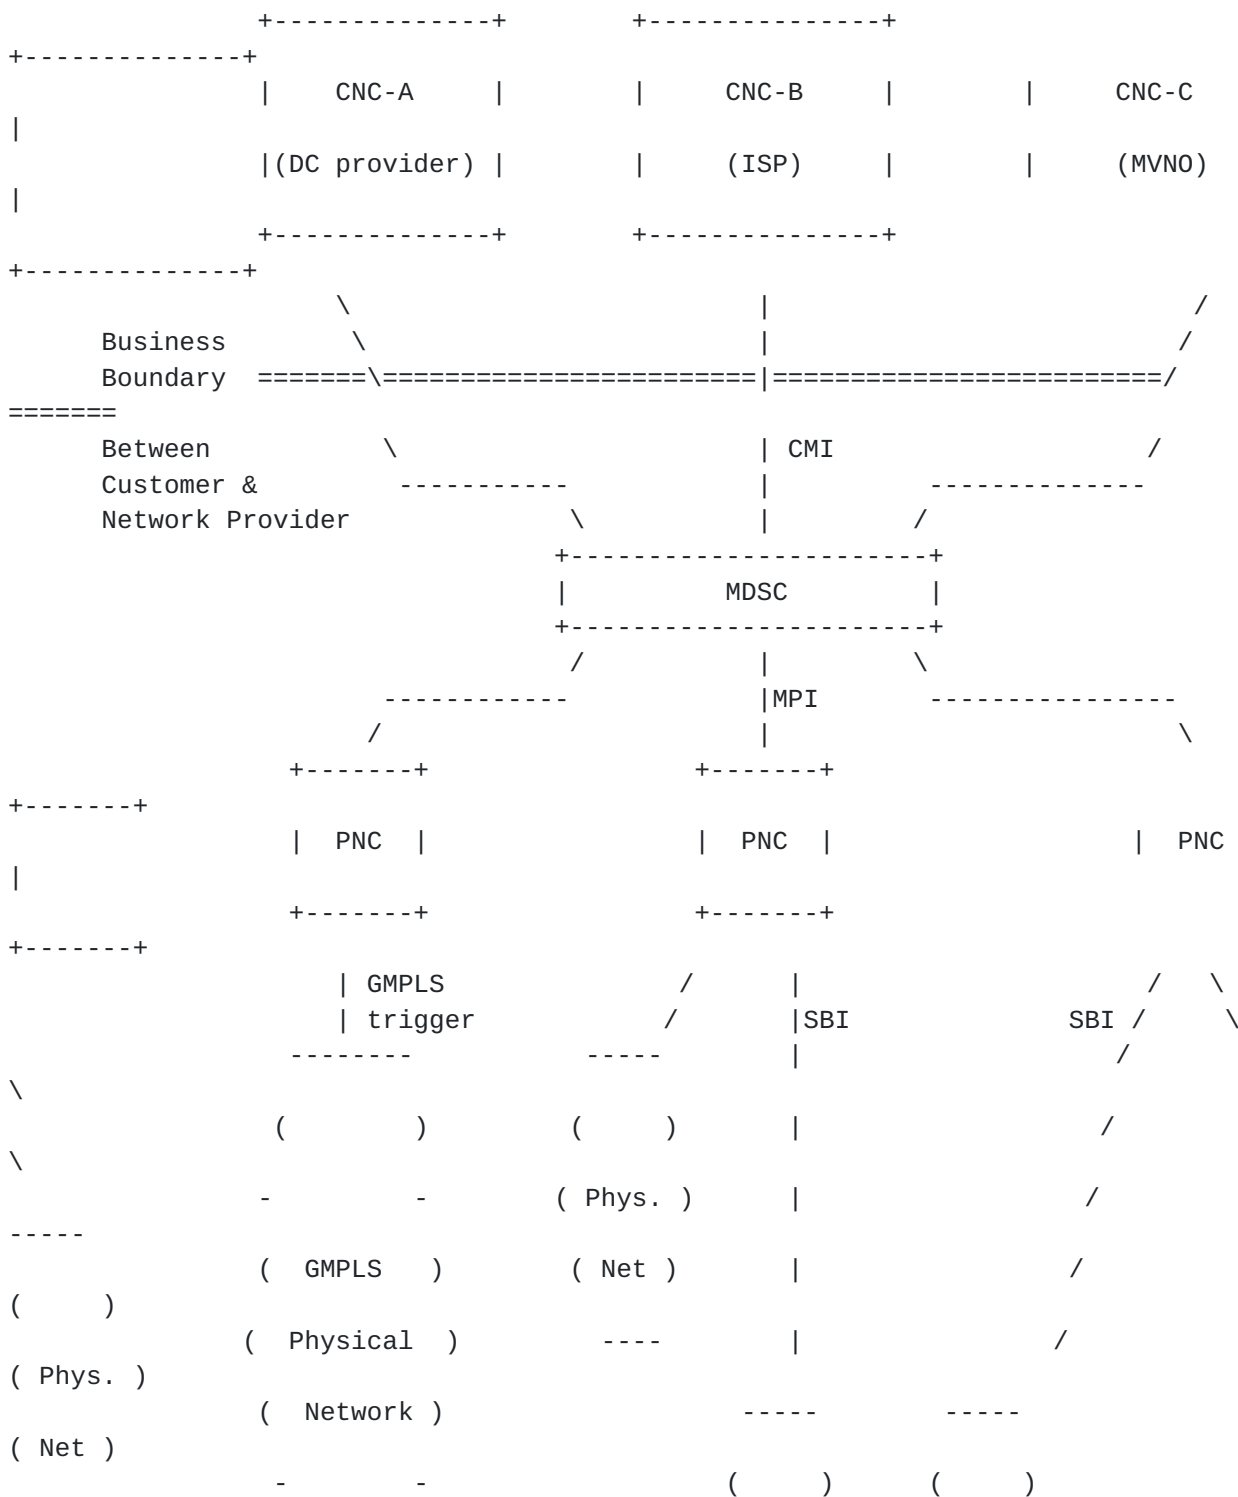 +--------------+        +---------------+
+--------------+
                |    CNC-A     |        |     CNC-B     |        |     CNC-C
|
                |(DC provider) |        |     (ISP)     |        |     (MVNO)
|
                +--------------+        +---------------+
+--------------+
                     \                          |                           /
      Business        \                         |                          /
      Boundary  =======\========================|=========================/
=======
      Between           \                       | CMI                    /
      Customer &         -----------            |          --------------
      Network Provider              \           |         /
                                   +-----------------------+
                                   |          MDSC         |
                                   +-----------------------+
                                    /           |         \
                        ------------            |MPI       ----------------
                       /                        |                          \
                  +-------+                 +-------+
+-------+
                  |  PNC  |                 |  PNC  |                   |  PNC
|
                  +-------+                 +-------+
+-------+
                     | GMPLS               /      |                      /   \
                     | trigger            /       |SBI              SBI /     \
                  --------           -----        |                    /
\
                 (        )         (     )       |                   /
\
                -         -        ( Phys. )      |                  /
-----
                (  GMPLS   )        ( Net )       |                 /
(     )
               (  Physical  )         ----        |                /
( Phys. )
                (  Network )                   -----        -----
( Net )
                 -        -                   (     )      (     )